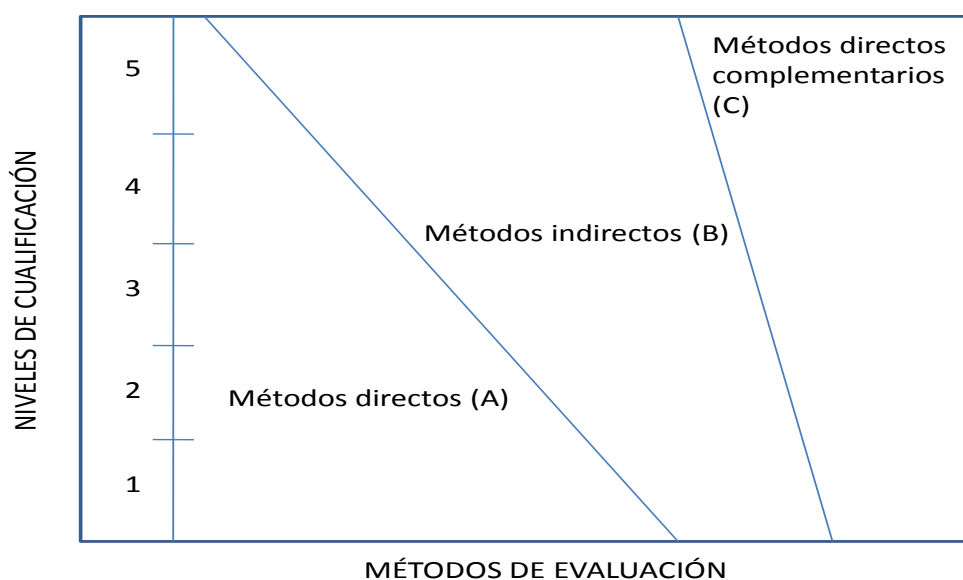 NIVELES DE CUALIFICACIÓN
5
4
3
2
1
Métodos directos
complementarios
(C)
Métodos indirectos (B)
Métodos directos (A)
MÉTODOS DE EVALUACIÓN